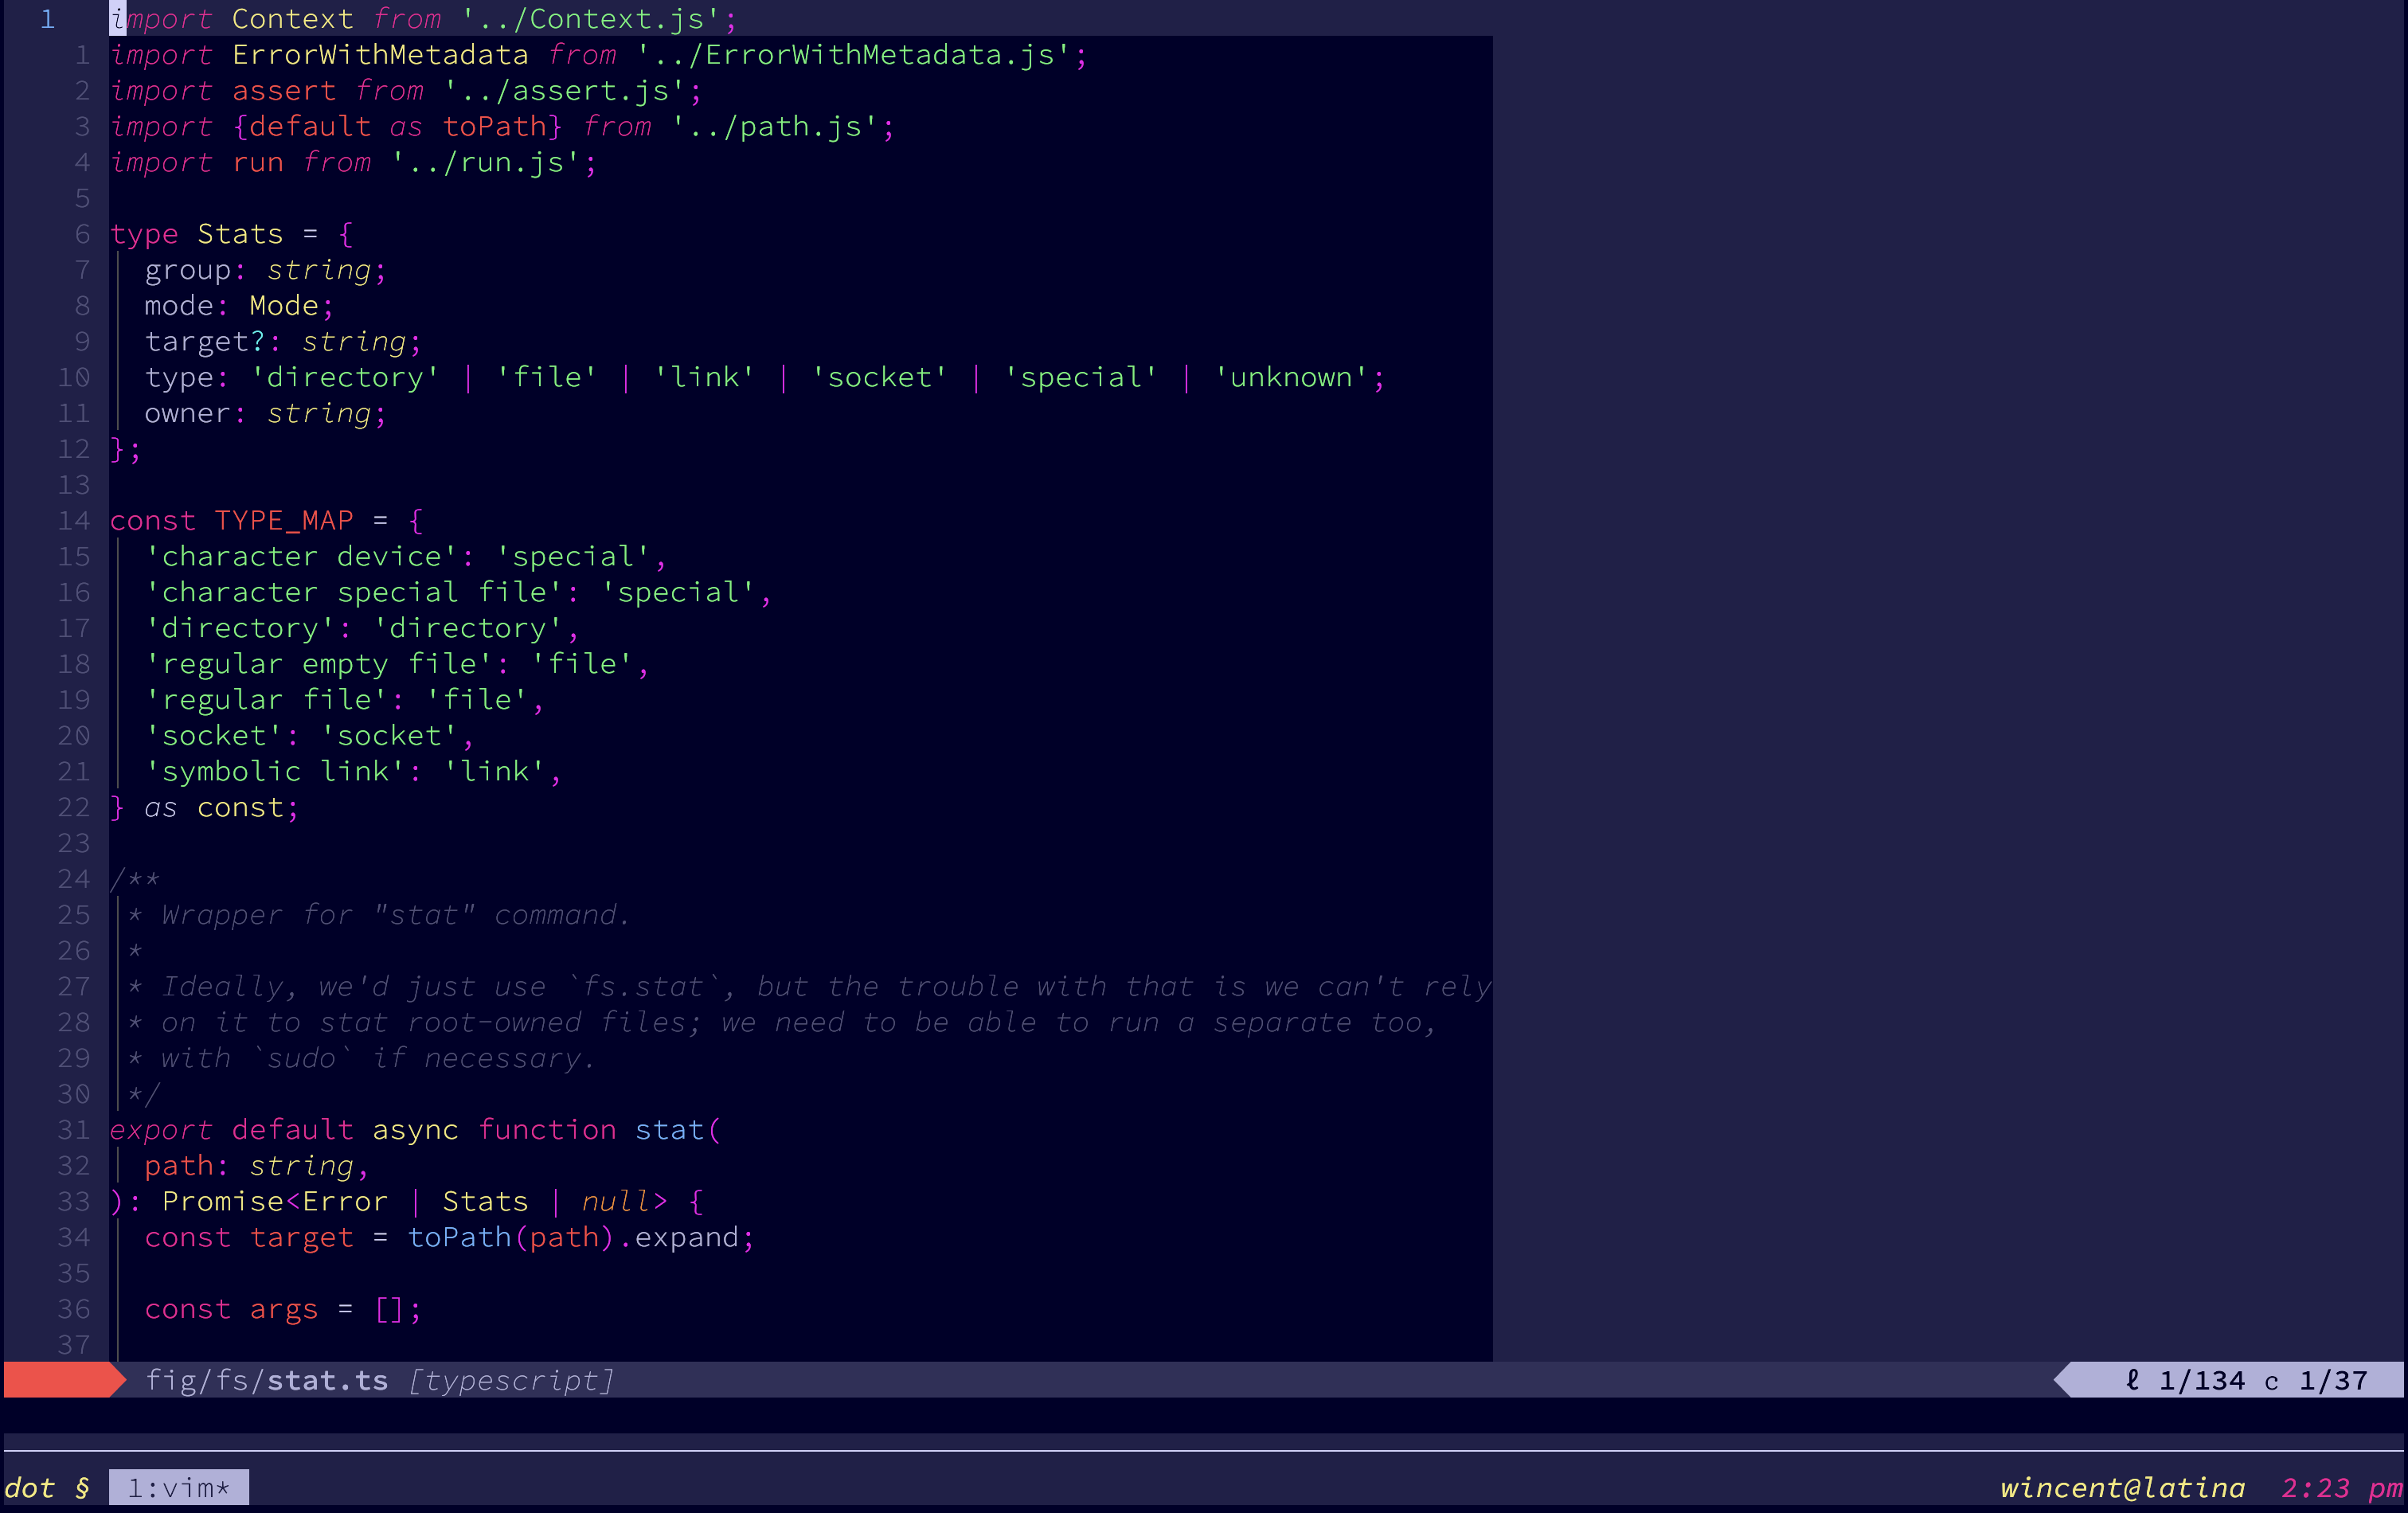 1 import Context from '../Context.js';
1 import ErrorWithMetadata from '../ErrorWithMetadata.js';
2 import assert from '../assert.js';
3 import {default as toPath} from '../path.js';
4 import run from '../run.js';
5
6 type Stats = {
7 group: string;
8 mode: Mode;
9 target?: string;
10 type: 'directory' | 'file' | 'link' | 'socket' | 'special' | 'unknown';
11 owner: string;
12 };
13
14 const TYPE_MAP = {
15 'character device': 'special',
16 'character special file': 'special',
17 'directory': 'directory',
18 'regular empty file': 'file',
19 'regular file': 'file',
20 'socket': 'socket',
21 'symbolic link': 'link',
22 } as const;
23
24 /**
25 * Wrapper for "stat" command.
26 *
27 * Ideally, we'd just use `fs.stat`, but the trouble with that is we can't rely
28 * on it to stat root-owned files; we need to be able to run a separate too,
29 * with `sudo` if necessary.
30 */
31 export default async function stat(
32 path: string,
33 ): Promise<Error | Stats | null> {
34 const target = toPath(path).expand;
35
36 const args = [];
37
fig/fs/stat.ts [typescript] ℓ 1/134 c 1/37
dot § 1:vim* wincent@latina 2:23 pm